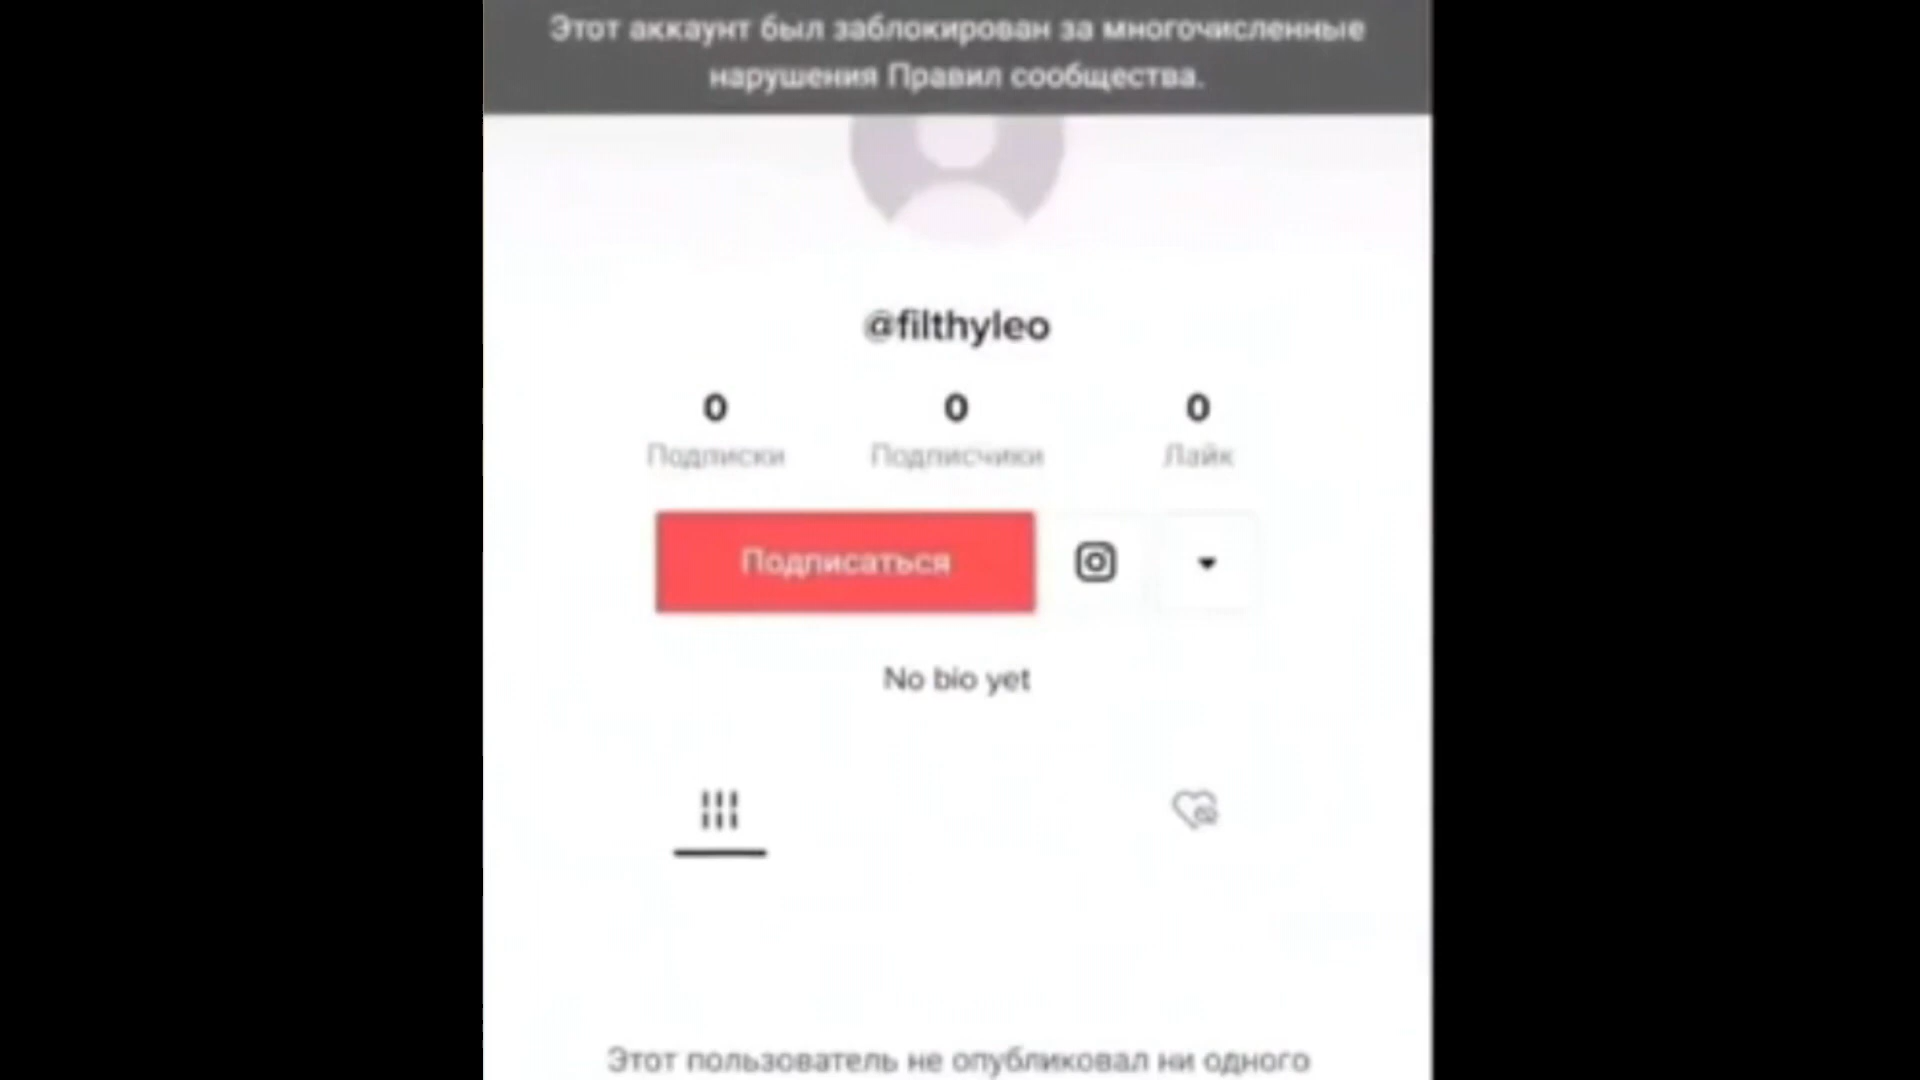 Этот аккаунт был заблокирован за многочисленные
нарушения Правил сообщества.
@filthyleo
0 0 0
Подписки Подписчики Лайк
Подписаться
No bio yet
Этот пользователь не опубликовал ни одного